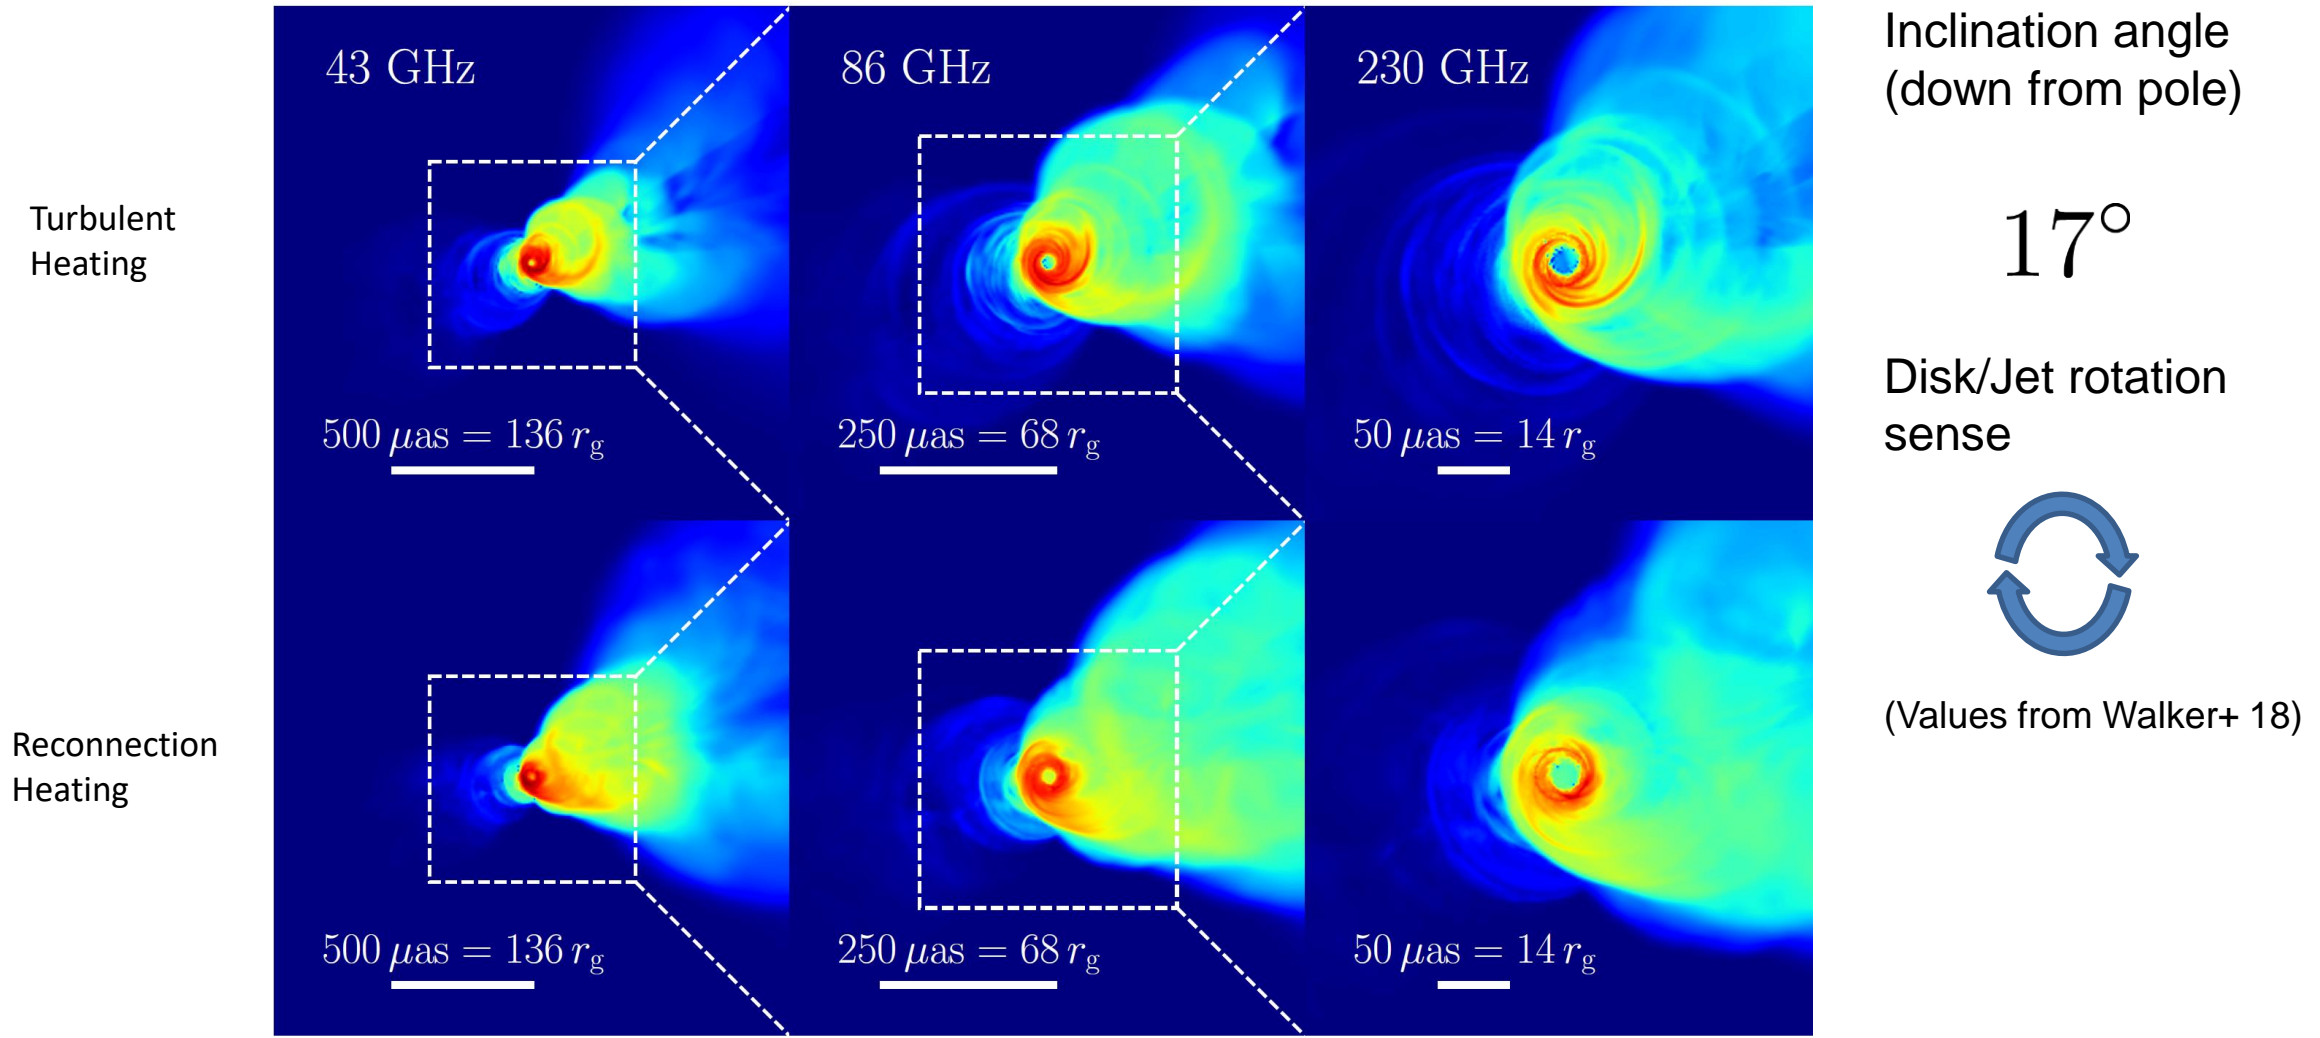 43 GHz
86 GHz
230 GHz
Turbulent
Heating
500 μas = 136 r_g
250 μas = 68 r_g
50 μas = 14 r_g
Reconnection
Heating
500 μas = 136 r_g
250 μas = 68 r_g
50 μas = 14 r_g
Inclination angle
(down from pole)
17°
Disk/Jet rotation
sense
(Values from Walker+ 18)